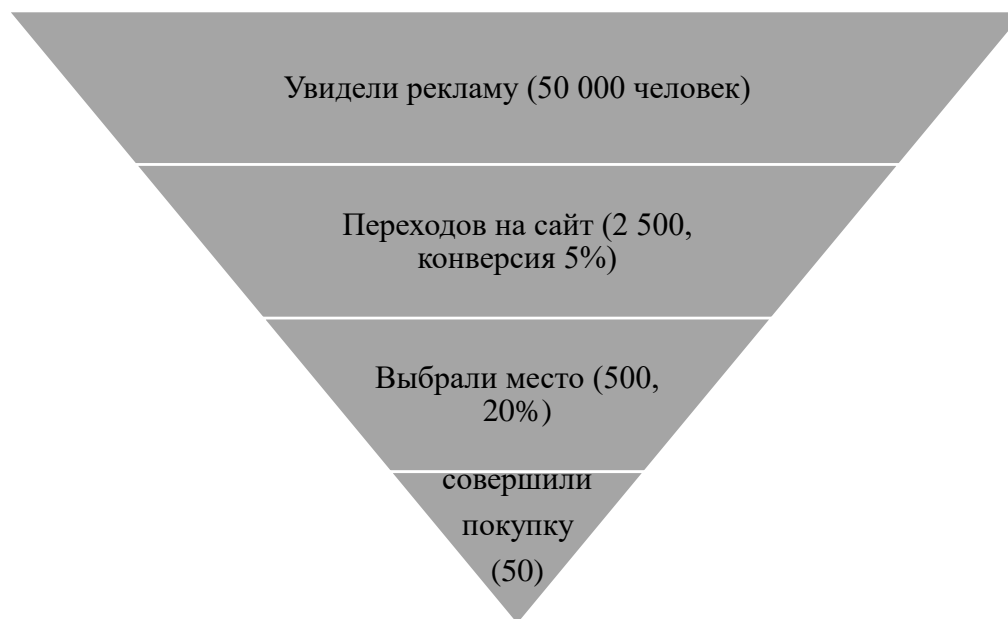 Увидели рекламу (50 000 человек)
Переходов на сайт (2 500,
конверсия 5%)
Выбрали место (500,
20%)
совершили
покупку
(50)